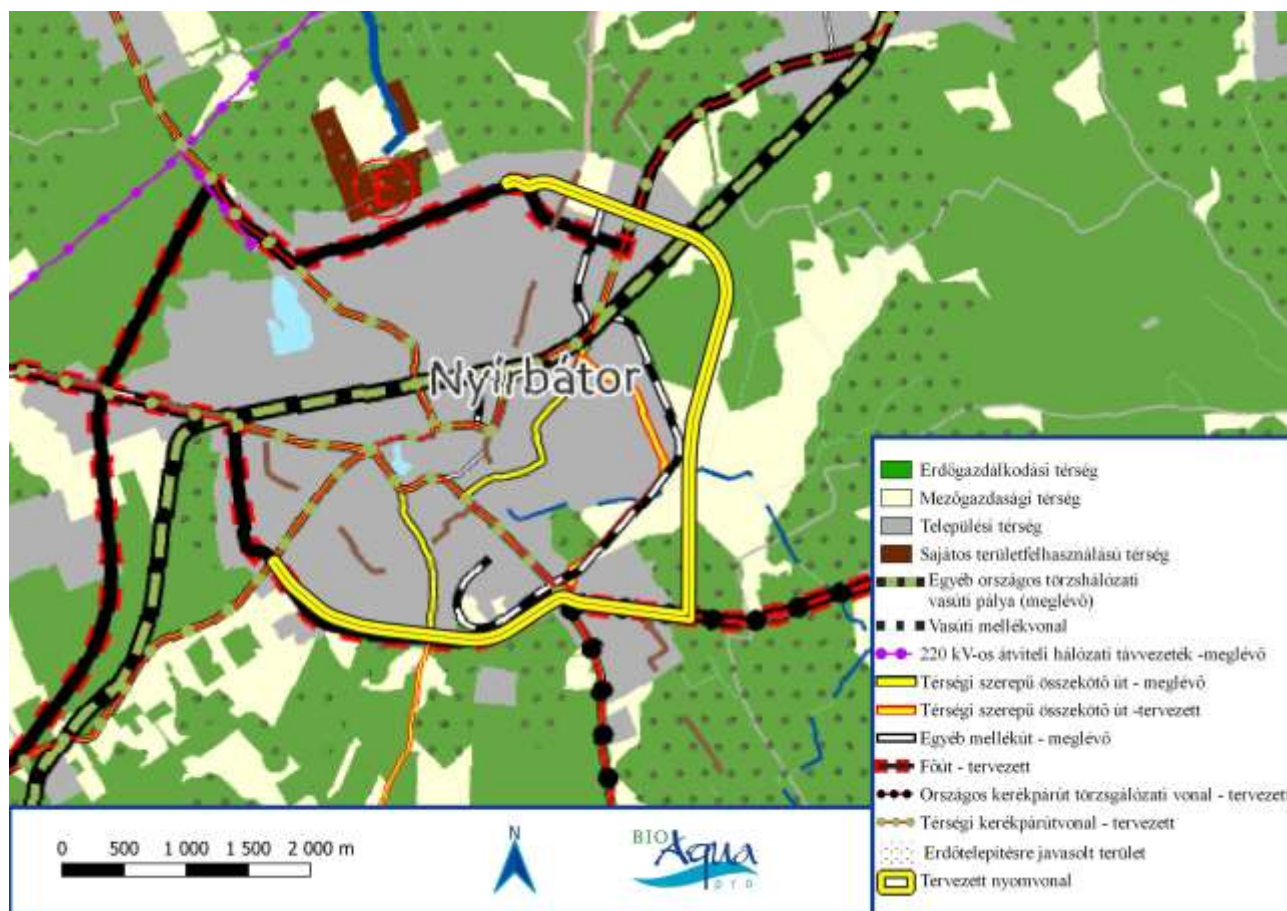 E
Nyírbátor
Erdőgazdálkodási térség
Mezőgazdasági térség
Települési térség
Sajátos területfelhasználású térség
Egyéb országos törzshálózati
vasúti pálya (meglévő)
Vasúti mellékvonal
220 kV-os átviteli hálózati távvezeték -meglévő
Térségi szerepű összekötő út - meglévő
Térségi szerepű összekötő út -tervezett
Egyéb mellékút - meglévő
Főút - tervezett
Országos kerékpárút törzsgálózati vonal - tervezett
Térségi kerékpárútvonal - tervezett
Erdőtelepítésre javasolt terület
Tervezett nyomvonal
0 500 1 000 1 500 2 000 m
N
BIO
Aqua
pro